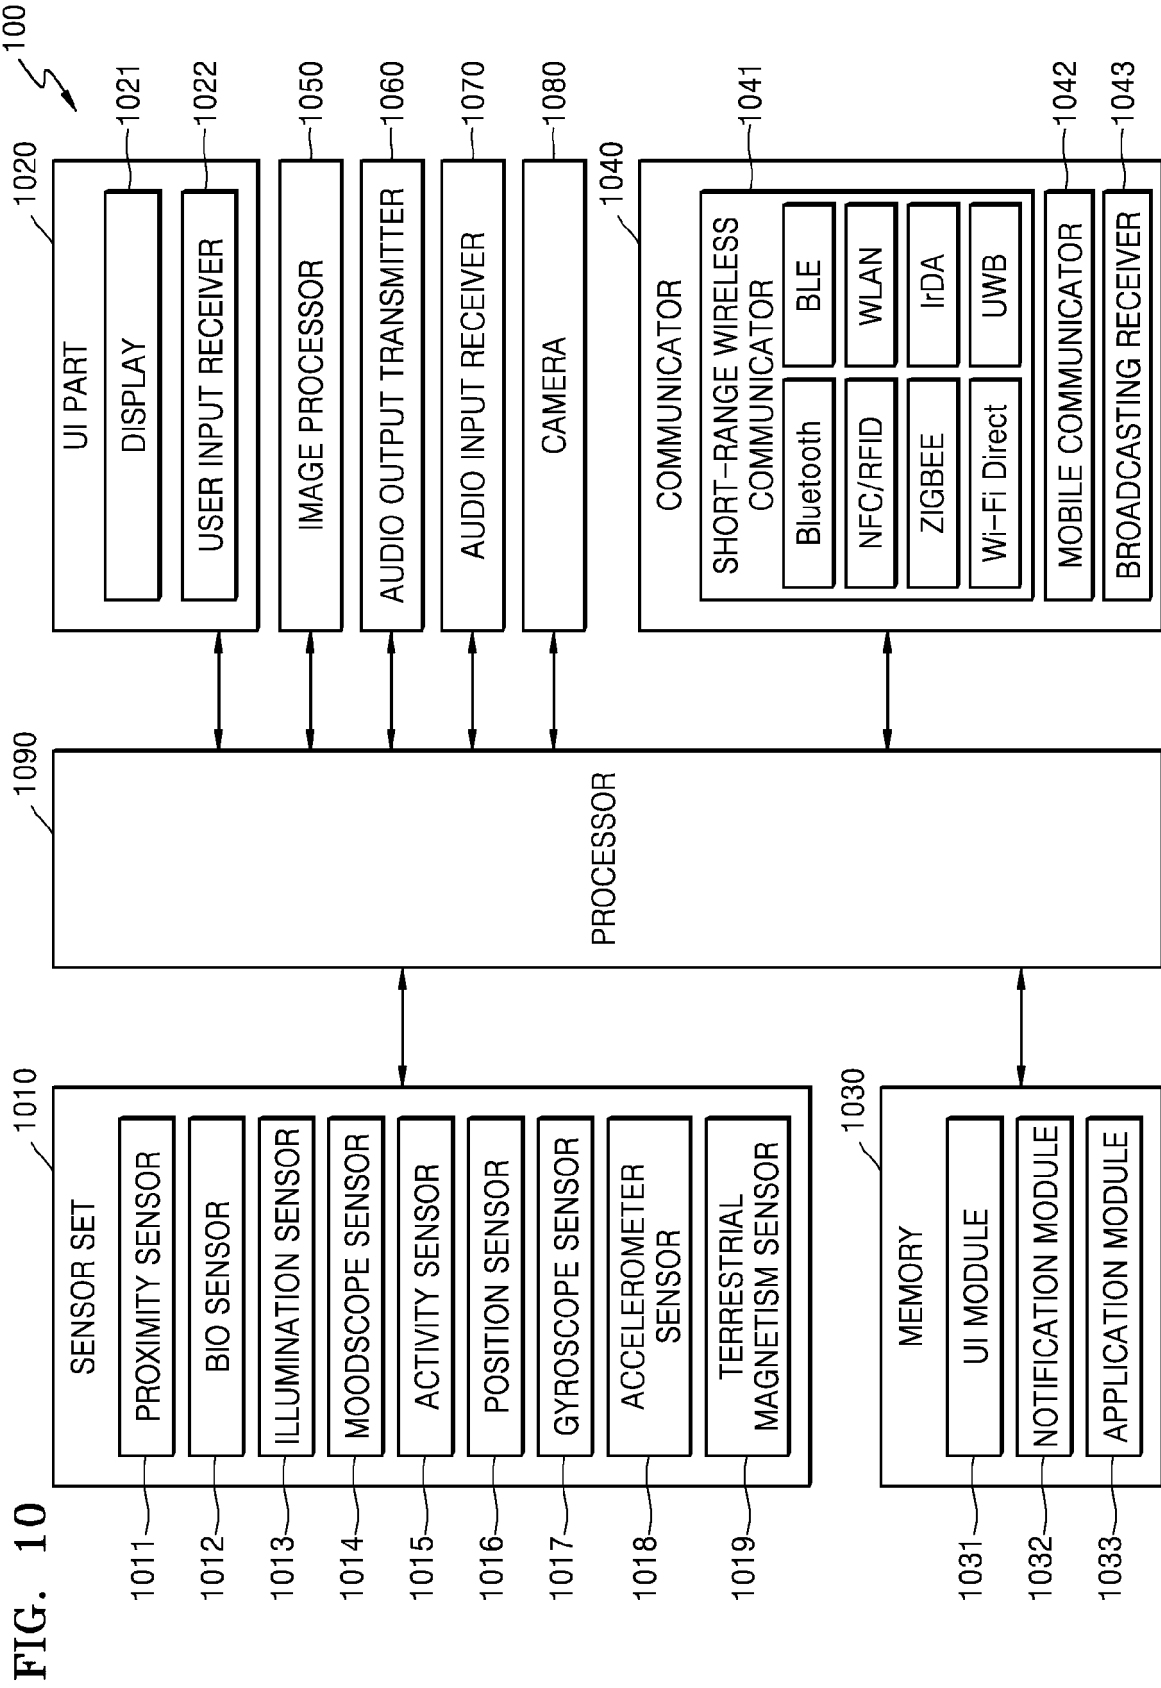 FIG. 10
100
1010
SENSOR SET
1011
PROXIMITY SENSOR
1012
BIO SENSOR
1013
ILLUMINATION SENSOR
1014
MOODSCOPE SENSOR
1015
ACTIVITY SENSOR
1016
POSITION SENSOR
1017
GYROSCOPE SENSOR
1018
ACCELEROMETER
SENSOR
1019
TERRESTRIAL
MAGNETISM SENSOR
1030
MEMORY
1031
UI MODULE
1032
NOTIFICATION MODULE
1033
APPLICATION MODULE
1090
PROCESSOR
1020
UI PART
DISPLAY
1021
USER INPUT RECEIVER
1022
IMAGE PROCESSOR
1050
AUDIO OUTPUT TRANSMITTER
1060
AUDIO INPUT RECEIVER
1070
CAMERA
1080
1040
COMMUNICATOR
SHORT-RANGE WIRELESS
COMMUNICATOR
1041
Bluetooth
BLE
NFC/RFID
WLAN
ZIGBEE
IrDA
Wi-Fi Direct
UWB
MOBILE COMMUNICATOR
1042
BROADCASTING RECEIVER
1043